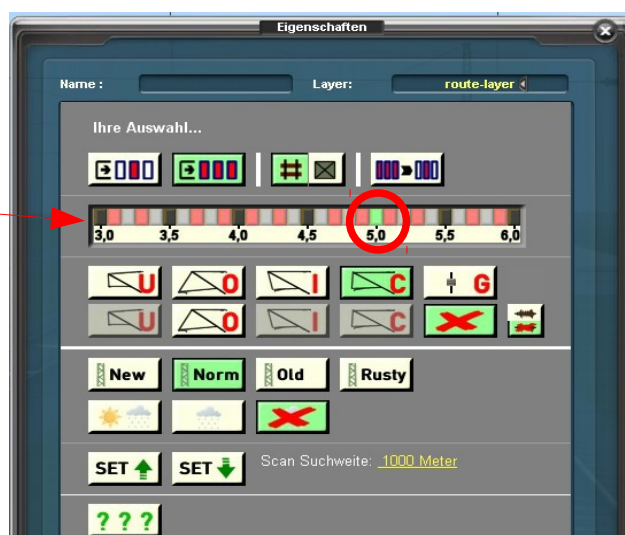 Eigenschaften
Name : Layer: route-layer
Ihre Auswahl...
3,0 3,5 4,0 4,5 5,0 5,5 6,0
U O I C G
U O I C
New Norm Old Rusty
SET SET Scan Suchweite: 1000 Meter
? ? ?